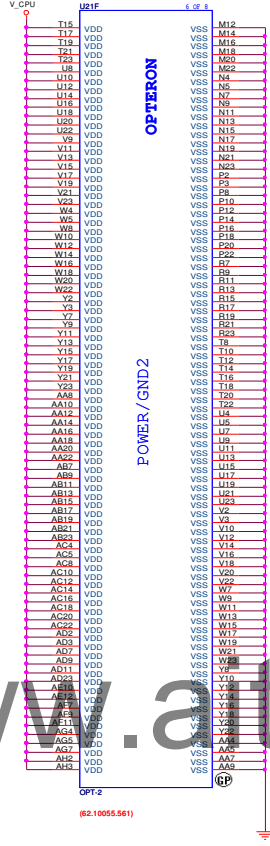 V_CPU
U21F 6 OF 8
T15 VDD VSS M12
T17 VDD VSS M14
T19 VDD VSS M16
T21 VDD VSS M18
T23 VDD VSS M20
U8 VDD VSS M22
U10 VDD VSS N4
U12 VDD VSS N5
U14 VDD VSS N7
U16 VDD VSS N9
U18 VDD VSS N11
U20 VDD VSS N13
U22 VDD VSS N15
V9 VDD VSS N17
V11 VDD VSS N19
V13 VDD VSS N21
V15 VDD VSS N23
V17 VDD VSS P2
V19 VDD VSS P3
V21 VDD VSS P8
V23 VDD VSS P10
W4 VDD VSS P12
W5 VDD VSS P14
W8 VDD VSS P16
W10 VDD VSS P18
W12 VDD VSS P20
W14 VDD VSS P22
W16 VDD VSS R7
W18 VDD VSS R9
W20 VDD VSS R11
W22 VDD VSS R13
Y2 VDD VSS R15
Y3 VDD VSS R17
Y7 VDD VSS R19
Y9 VDD VSS R21
Y11 VDD VSS R23
Y13 VDD VSS T8
Y15 VDD VSS T10
Y17 VDD VSS T12
Y19 VDD VSS T14
Y21 VDD VSS T16
Y23 VDD VSS T18
AA8 VDD VSS T20
AA10 VDD VSS T22
AA12 VDD VSS U4
AA14 VDD VSS U5
AA16 VDD VSS U7
AA18 VDD VSS U9
AA20 VDD VSS U11
AA22 VDD VSS U13
AB7 VDD VSS U15
AB9 VDD VSS U17
AB11 VDD VSS U19
AB13 VDD VSS U21
AB15 VDD VSS U23
AB17 VDD VSS V2
AB19 VDD VSS V3
AB21 VDD VSS V10
AB23 VDD VSS V12
AC4 VDD VSS V14
AC5 VDD VSS V16
AC8 VDD VSS V18
AC10 VDD VSS V20
AC12 VDD VSS V22
AC14 VDD VSS W7
AC16 VDD VSS W9
AC18 VDD VSS W11
AC20 VDD VSS W13
AC22 VDD VSS W15
AD2 VDD VSS W17
AD3 VDD VSS W19
AD7 VDD VSS W21
AD9 VDD VSS W23
AD11 VDD VSS Y8
AD23 VDD VSS Y10
AE10 VDD VSS Y12
AE12 VDD VSS Y14
AF7 VDD VSS Y16
AF9 VDD VSS Y18
AF11 VDD VSS Y20
AG4 VDD VSS Y22
AG5 VDD VSS AA4
AG7 VDD VSS AA5
AH2 VDD VSS AA7
AH3 VDD VSS AA9
OPTERON
POWER/GND2
GP
OPT-2
(62.10055.561)
w.ait